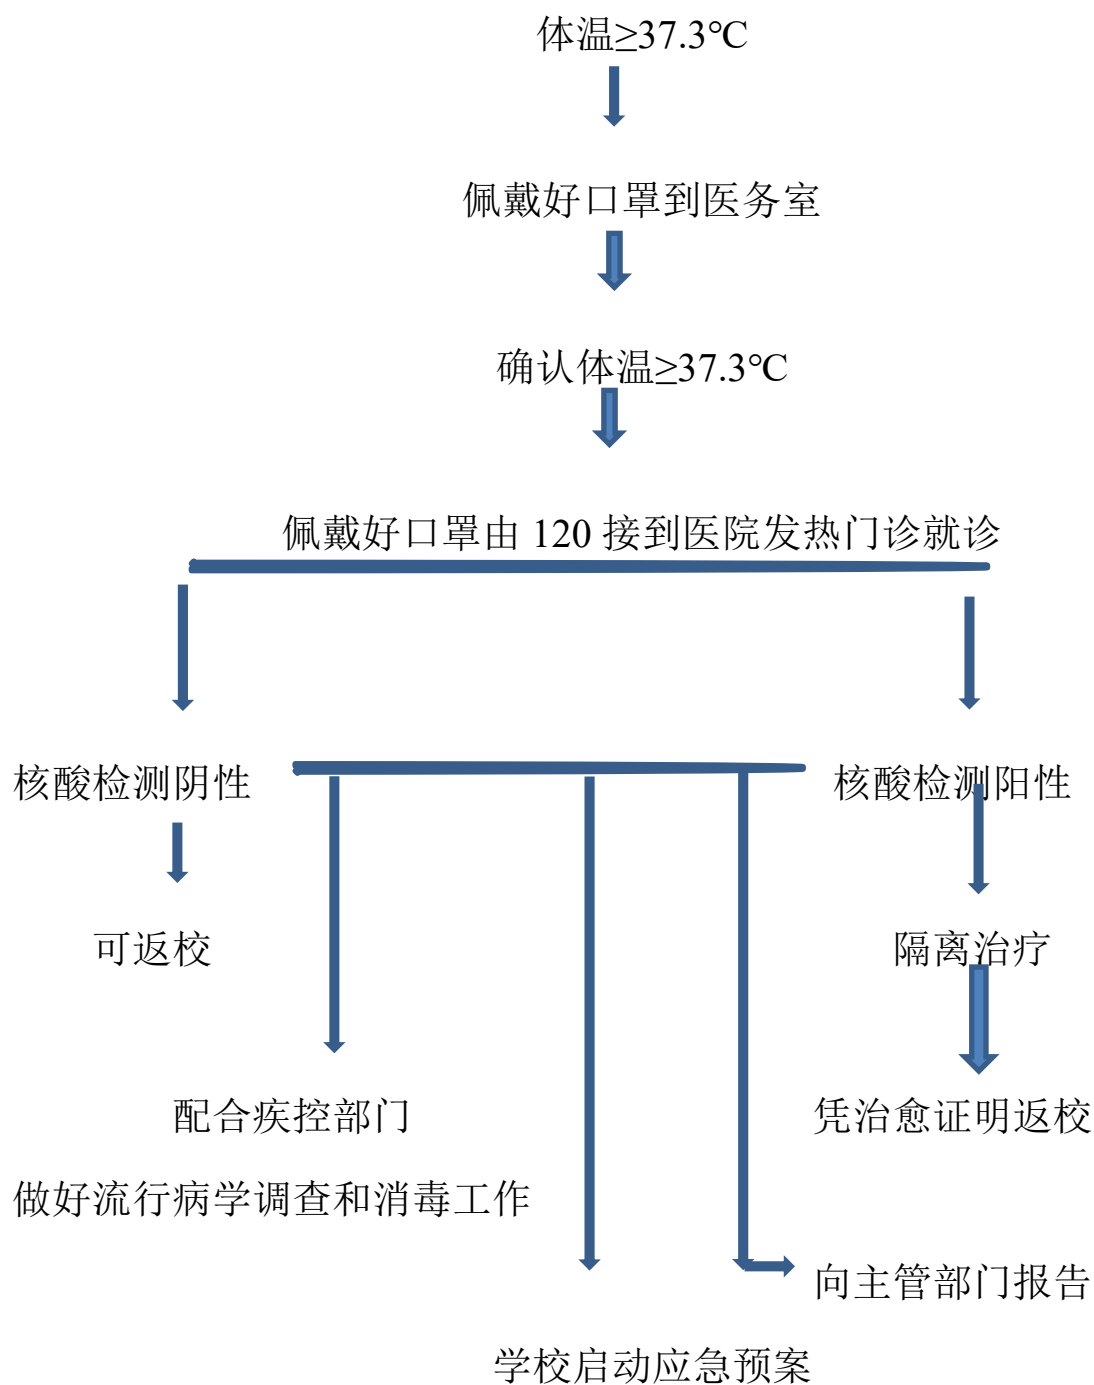 体温≥37.3℃
佩戴好口罩到医务室
确认体温≥37.3℃
佩戴好口罩由 120 接到医院发热门诊就诊
核酸检测阴性
核酸检测阳性
可返校
隔离治疗
配合疾控部门
凭治愈证明返校
做好流行病学调查和消毒工作
向主管部门报告
学校启动应急预案